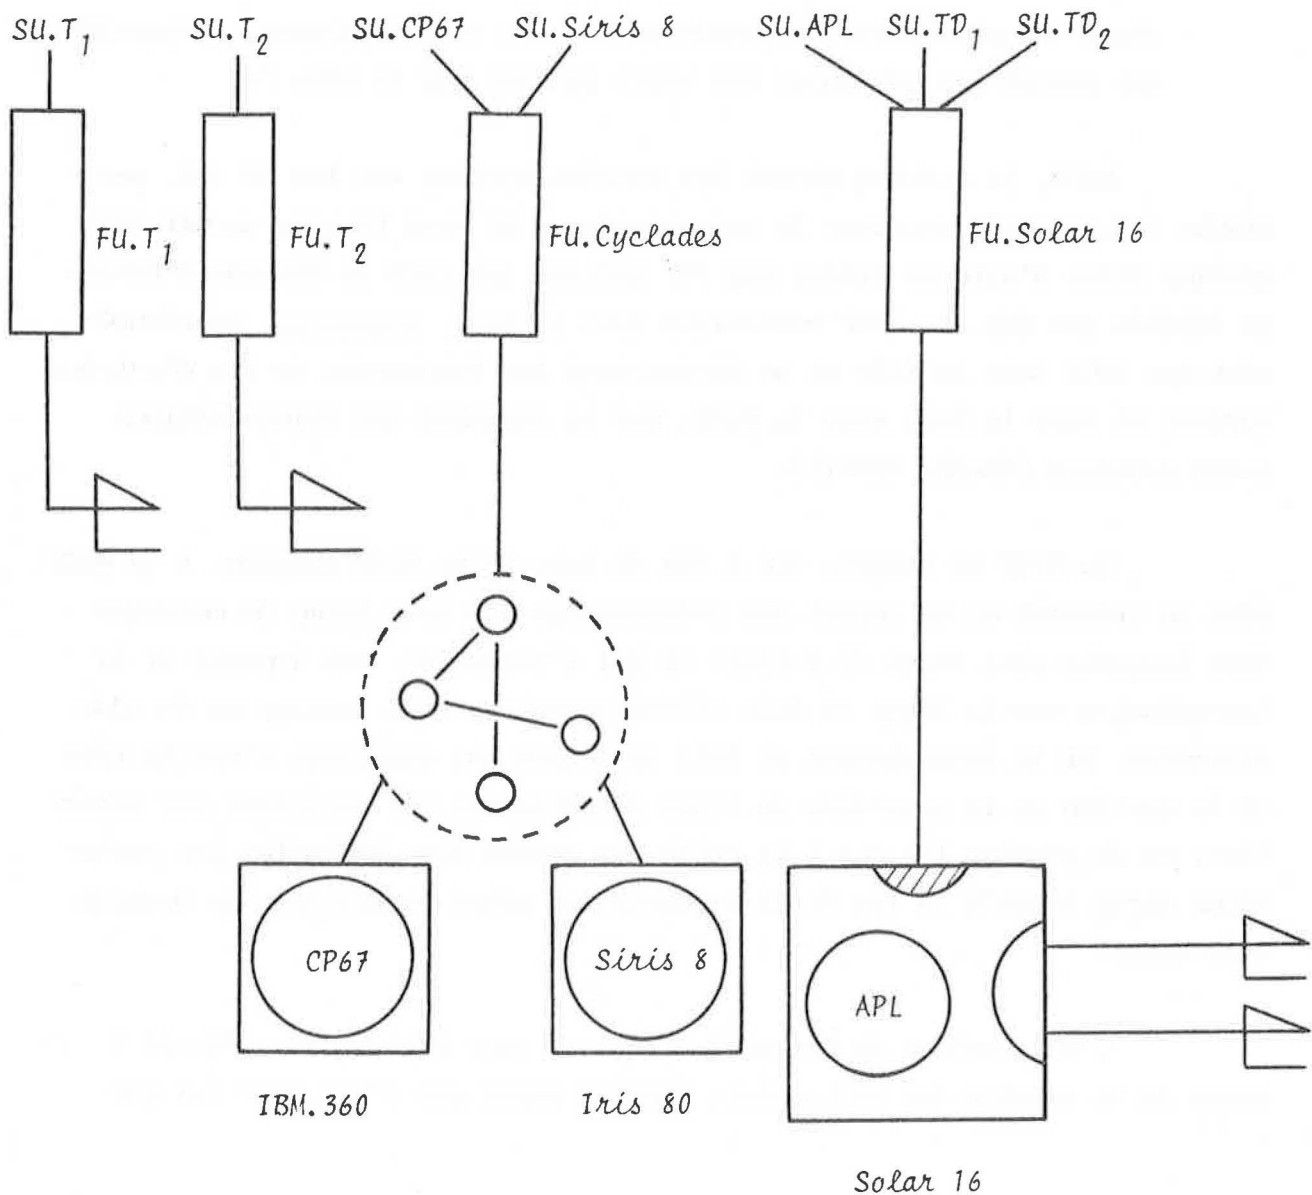 SU.T1 SU.T2 SU.CP67 SU.Siris 8 SU.APL SU.TD1 SU.TD2
FU.T1 FU.T2 FU.Cyclades FU.Solar 16
CP67 Siris 8 APL
IBM.360 Iris 80
Solar 16